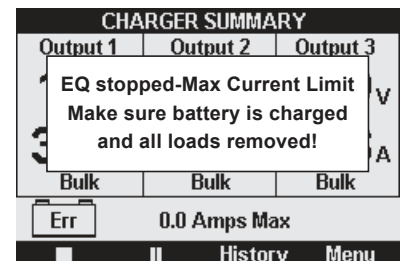 CHARGER SUMMARY
Output 1 Output 2 Output 3
EQ stopped-Max Current Limit
Make sure battery is charged
and all loads removed!
V
3
A
Bulk Bulk Bulk
Err 0.0 Amps Max
History Menu